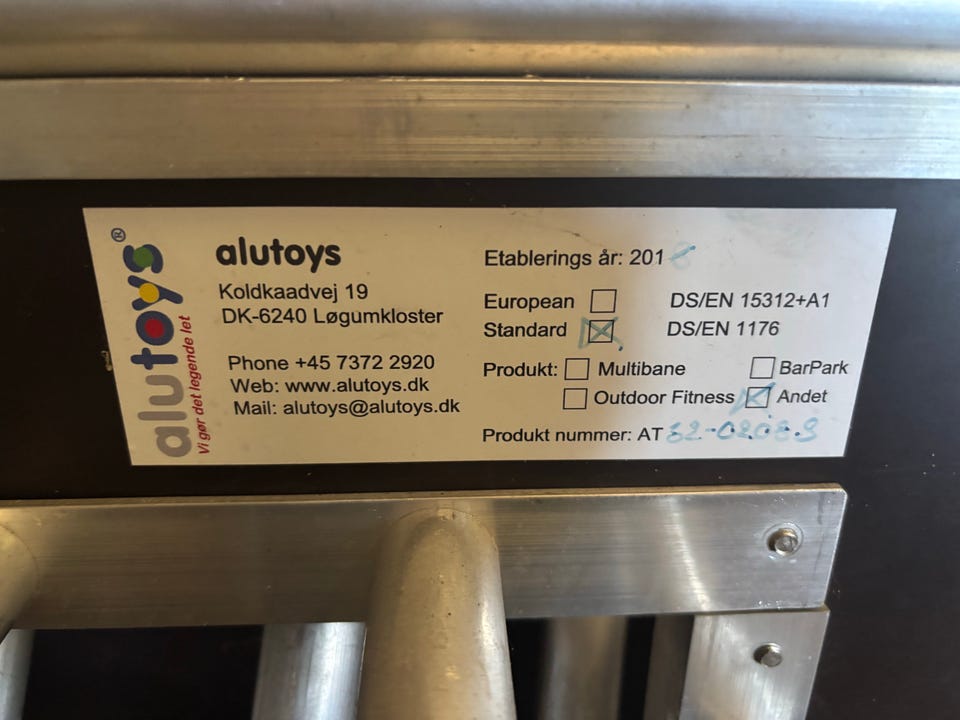 alutoys®
Vi gør det legende let
alutoys
Koldkaadvej 19
DK-6240 Løgumkloster
Phone +45 7372 2920
Web: www.alutoys.dk
Mail: alutoys@alutoys.dk
Etablerings år: 201
European ☐ DS/EN 15312+A1
Standard ☒ DS/EN 1176
Produkt: ☐ Multibane ☐ BarPark
☐ Outdoor Fitness ☒ Andet
Produkt nummer: AT